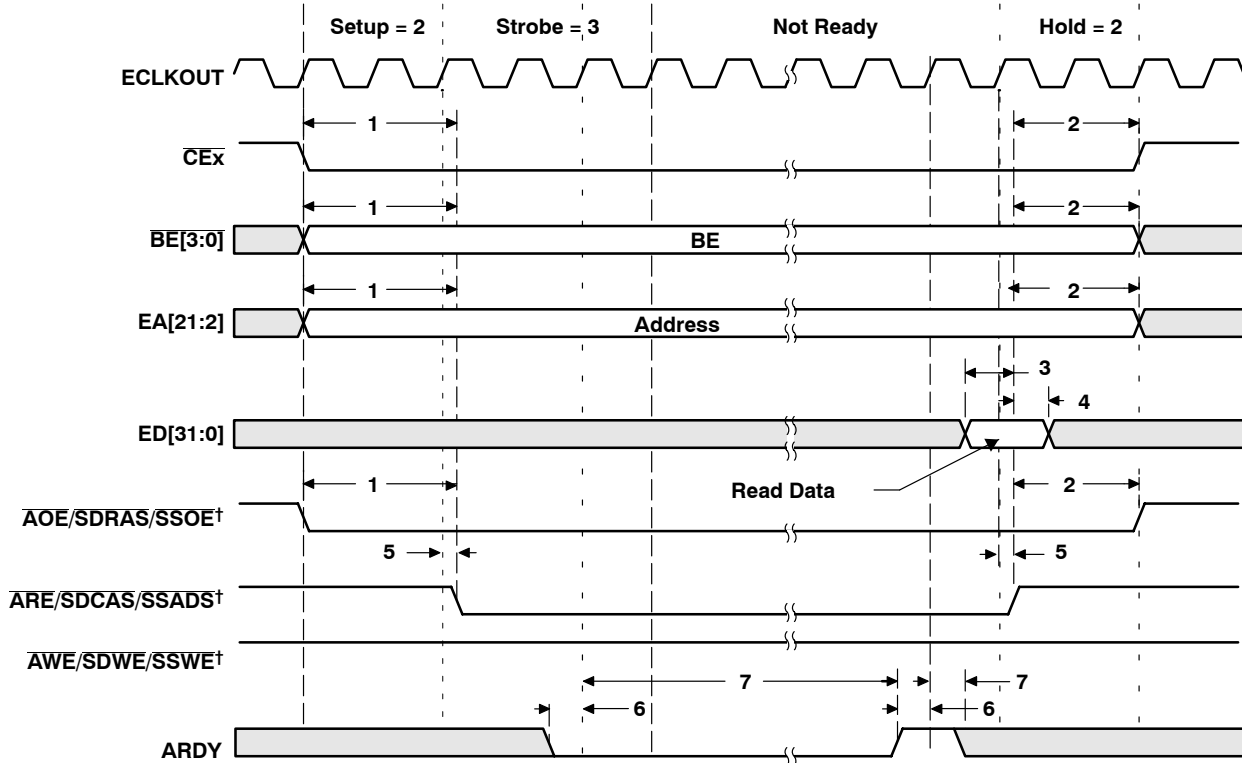 Setup = 2 Strobe = 3 Not Ready Hold = 2
ECLKOUT
1 2
CEx
1 2
BE[3:0] BE
1 2
EA[21:2] Address
3
4
ED[31:0]
1 Read Data 2
AOE/SDRAS/SSOE†
5 5
ARE/SDCAS/SSADS†
AWE/SDWE/SSWE†
7 7
6 6
ARDY